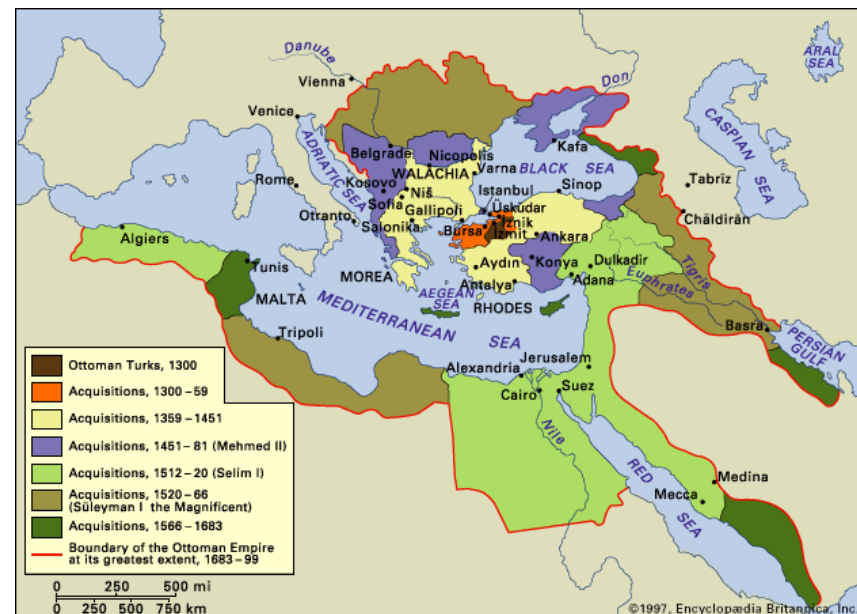 ARAL
SEA
Danube
Vienna
Don
CASPIAN
SEA
Venice
ADRIATIC SEA
Belgrade
Nicopolis
Kafa
WALACHIA
Varna
BLACK SEA
Kosovo
Niš
Istanbul
Sinop
Tabrīz
Rome
Sofia
Üsküdar
Chāldirān
Otranto
Gallipoli
İznik
Salonika
Bursa
İzmit
Ankara
Algiers
Aydın
Konya
Dulkadir
Tunis
MOREA
Antalya
Adana
Euphrates
Tigris
MALTA
AEGEAN
SEA
RHODES
MEDITERRANEAN SEA
Basra
PERSIAN
GULF
Tripoli
Jerusalem
Alexandria
Cairo
Suez
Nile
RED
SEA
Medina
Mecca
Ottoman Turks, 1300
Acquisitions, 1300–59
Acquisitions, 1359–1451
Acquisitions, 1451–81 (Mehmed II)
Acquisitions, 1512–20 (Selim I)
Acquisitions, 1520–66
(Süleyman I the Magnificent)
Acquisitions, 1566–1683
Boundary of the Ottoman Empire
at its greatest extent, 1683–99
0 250 500 mi
0 250 500 750 km
©1997, Encyclopædia Britannica, Inc.